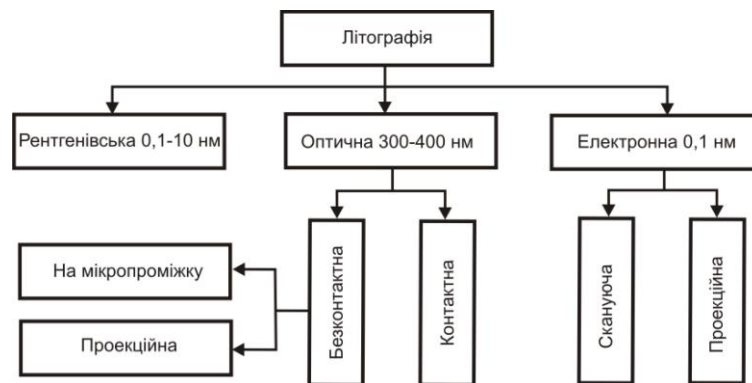 Літографія
Рентгенівська 0,1-10 нм
Оптична 300-400 нм
Електронна 0,1 нм
На мікропроміжку
Проекційна
Безконтактна
Контактна
Скануюча
Проекційна